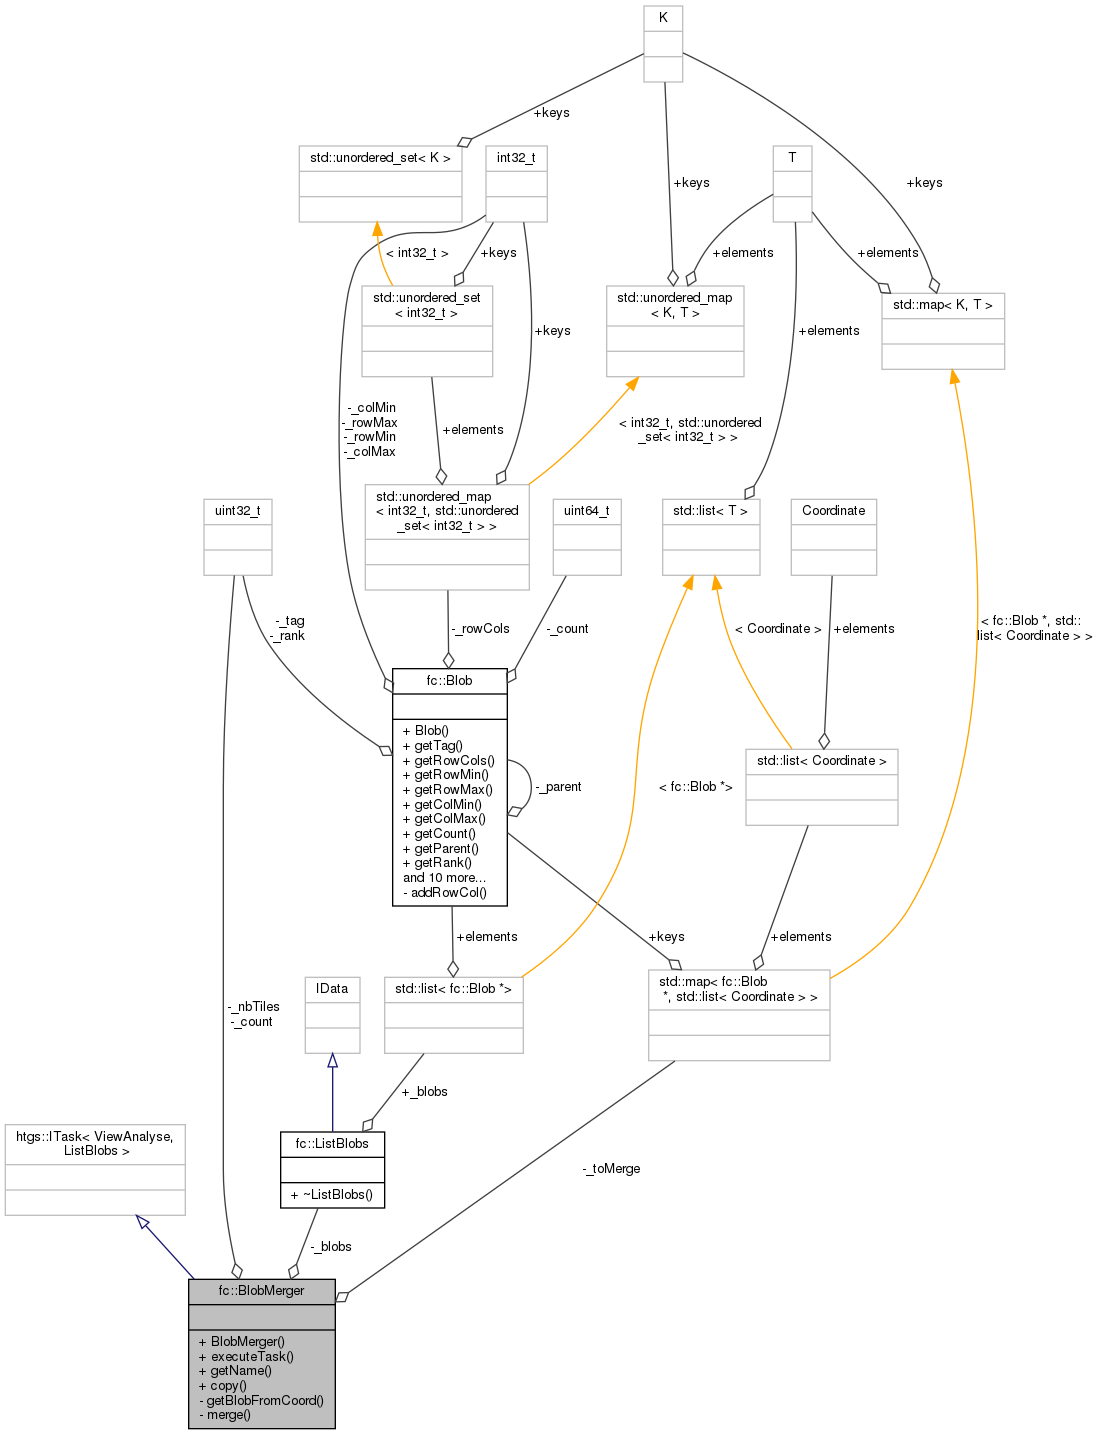 K
+keys
std::unordered_set< K >
int32_t
T
+keys
+keys
< int32_t >
+keys
+elements
+elements
std::unordered_set
< int32_t >
std::unordered_map
< K, T >
std::map< K, T >
+keys
+elements
-_colMin
-_rowMax
-_rowMin
-_colMax
+elements
< int32_t, std::unordered
_set< int32_t > >
uint32_t
std::unordered_map
< int32_t, std::unordered
_set< int32_t > >
uint64_t
std::list< T >
Coordinate
-_tag
-_rank
-_rowCols
-_count
< Coordinate >
+elements
< fc::Blob *, std::
list< Coordinate > >
fc::Blob
+ Blob()
+ getTag()
+ getRowCols()
+ getRowMin()
+ getRowMax()
+ getColMin()
+ getColMax()
+ getCount()
+ getParent()
+ getRank()
and 10 more...
- addRowCol()
-_parent
< fc::Blob *>
std::list< Coordinate >
+elements
+keys
+elements
-_nbTiles
-_count
IData
std::list< fc::Blob *>
std::map< fc::Blob
*, std::list< Coordinate > >
+_blobs
htgs::ITask< ViewAnalyse,
ListBlobs >
fc::ListBlobs
+ ~ListBlobs()
-_toMerge
-_blobs
fc::BlobMerger
+ BlobMerger()
+ executeTask()
+ getName()
+ copy()
- getBlobFromCoord()
- merge()